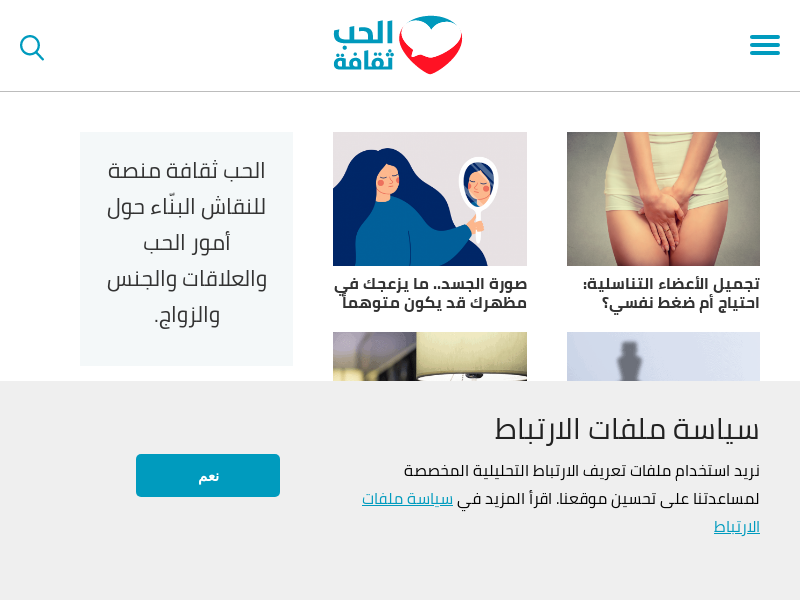 الحب
ثقافة
تجميل الأعضاء التناسلية:
احتياج أم ضغط نفسي؟
صورة الجسد.. ما يزعجك في
مظهرك قد يكون متوهماً
الحب ثقافة منصة
للنقاش البنّاء حول
أمور الحب
والعلاقات والجنس
والزواج.
سياسة ملفات الارتباط
نريد استخدام ملفات تعريف الارتباط التحليلية المخصصة
لمساعدتنا على تحسين موقعنا. اقرأ المزيد في سياسة ملفات
الارتباط
نعم